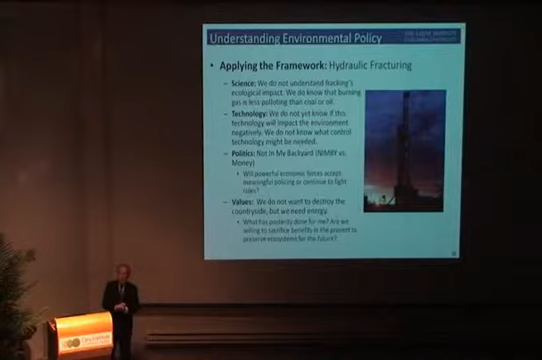 Understanding Environmental Policy
• Applying the Framework: Hydraulic Fracturing
– Science: We do not understand fracking's
ecological impact. We do know that burning
gas is less polluting than coal or oil.
– Technology: We do not yet know if this
technology will impact the environment
negatively. We do not know what control
technology might be needed.
– Politics: Not In My Backyard (NIMBY vs.
Money)
• Will powerful economic forces accept
meaningful policing or continue to fight
rules?
– Values: We do not want to destroy the
countryside, but we need energy.
• What has posterity done for me? Are we
willing to sacrifice benefits in the present to
preserve ecosystems for the future?